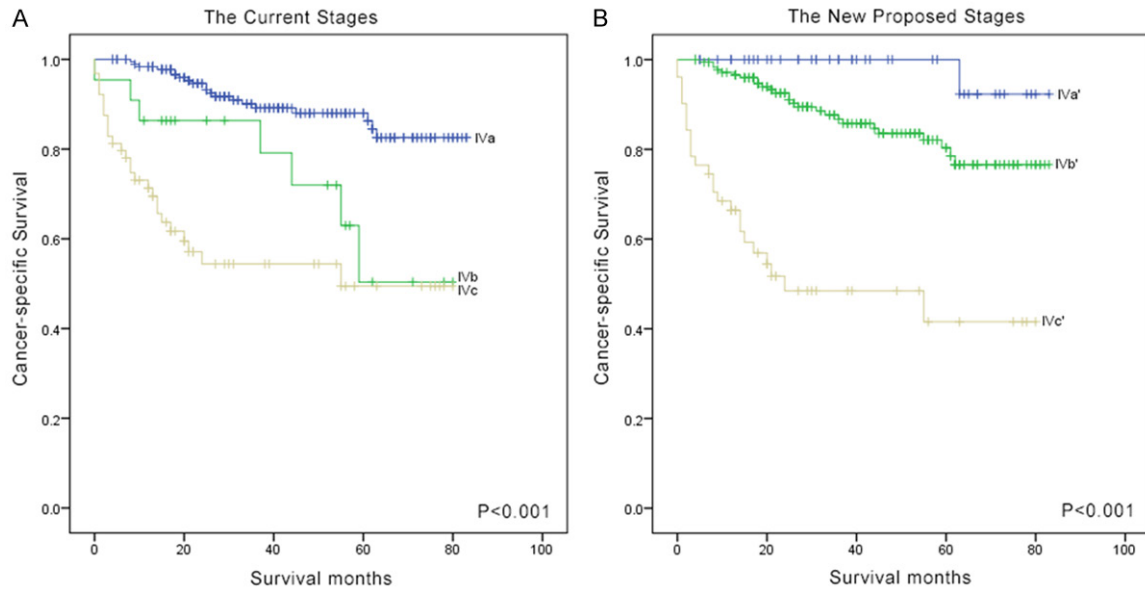 A
The Current Stages
Cancer-specific Survival
1.0
0.8
0.6
0.4
0.2
0.0
IVa
IVb
IVc
P<0.001
0 20 40 60 80 100
Survival months
B
The New Proposed Stages
Cancer-specific Survival
1.0
0.8
0.6
0.4
0.2
0.0
IVa'
IVb'
IVc'
P<0.001
0 20 40 60 80 100
Survival months